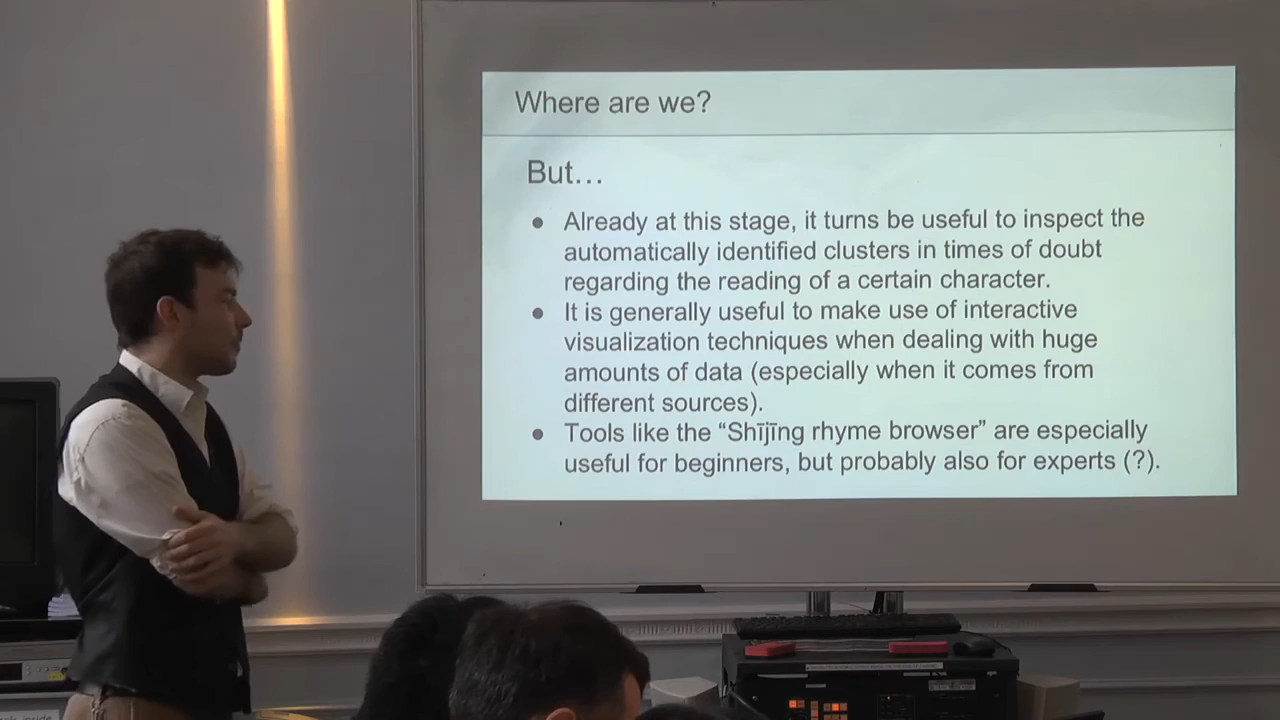 Where are we?
But…
● Already at this stage, it turns be useful to inspect the
automatically identified clusters in times of doubt
regarding the reading of a certain character.
● It is generally useful to make use of interactive
visualization techniques when dealing with huge
amounts of data (especially when it comes from
different sources).
● Tools like the “Shījīng rhyme browser” are especially
useful for beginners, but probably also for experts (?).